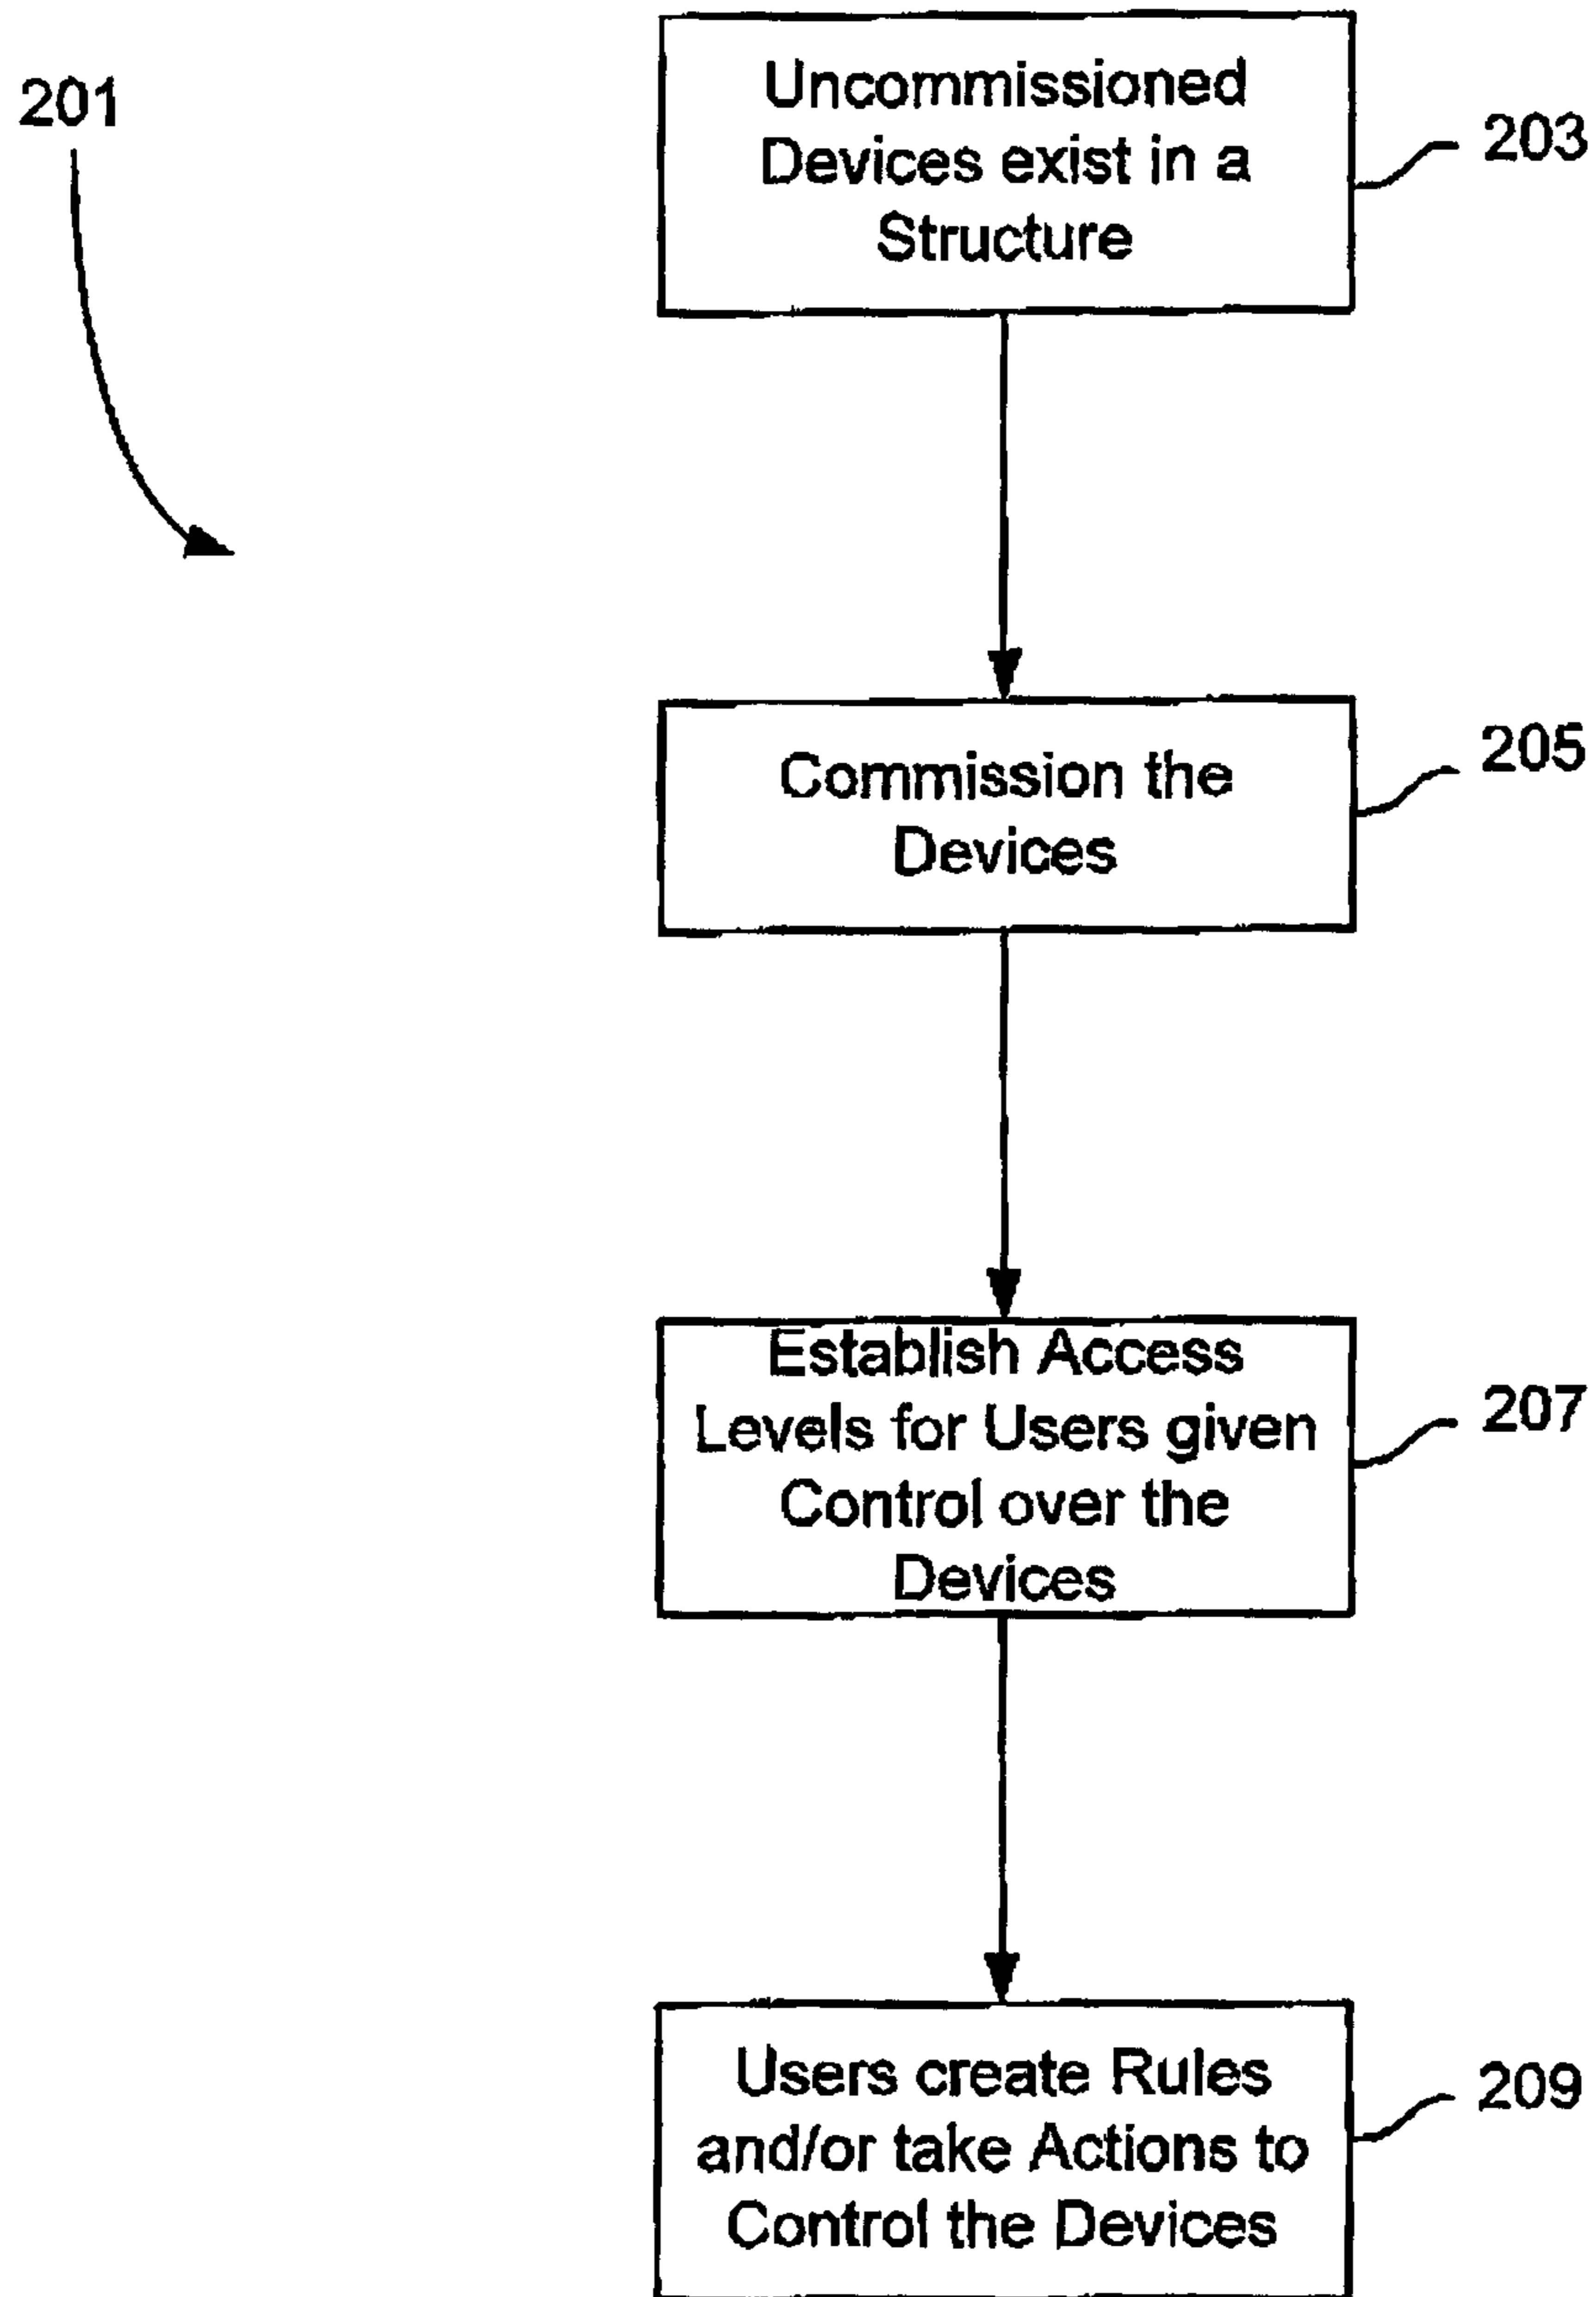 201
Uncommissioned
Devices exist in a
Structure
203
Commission the
Devices
205
Establish Access
Levels for Users given
Control over the
Devices
207
Users create Rules
and/or take Actions to
Control the Devices
209